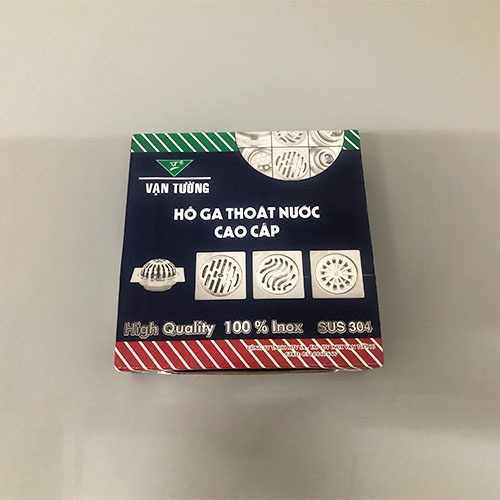 VẠN TƯỜNG
HỐ GA THOÁT NƯỚC
CAO CẤP
High Quality 100 % Inox SUS 304